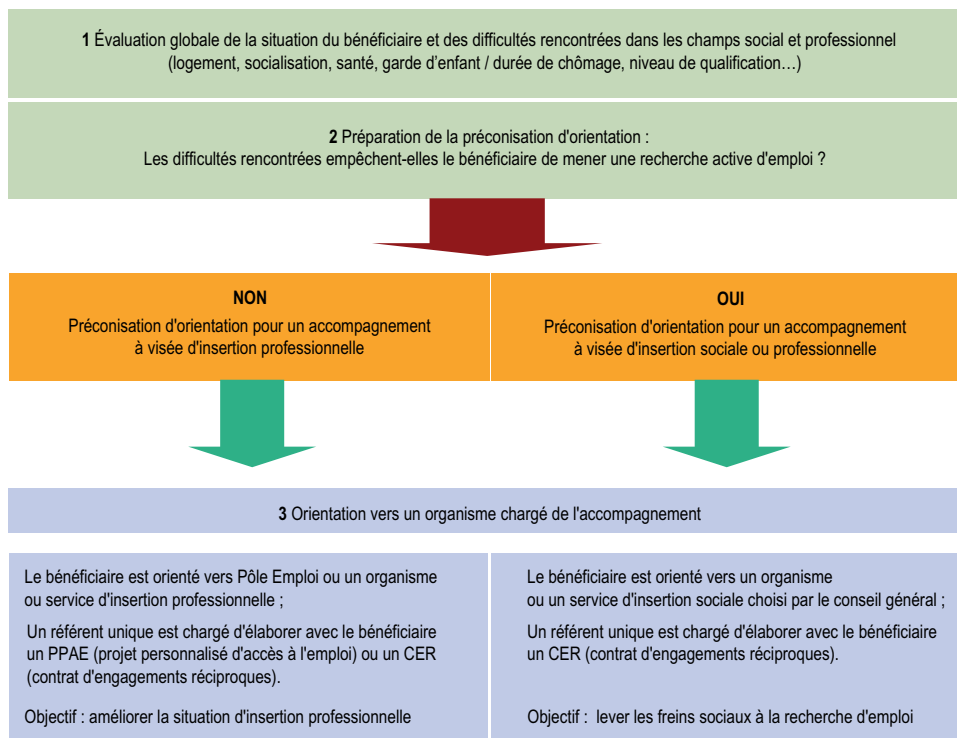 1 Évaluation globale de la situation du bénéficiaire et des difficultés rencontrées dans les champs social et professionnel
(logement, socialisation, santé, garde d’enfant / durée de chômage, niveau de qualification…)
2 Préparation de la préconisation d'orientation :
Les difficultés rencontrées empêchent-elles le bénéficiaire de mener une recherche active d'emploi ?
NON
Préconisation d'orientation pour un accompagnement
à visée d'insertion professionnelle
OUI
Préconisation d'orientation pour un accompagnement
à visée d'insertion sociale ou professionnelle
3 Orientation vers un organisme chargé de l'accompagnement
Le bénéficiaire est orienté vers Pôle Emploi ou un organisme
ou service d'insertion professionnelle ;
Un référent unique est chargé d'élaborer avec le bénéficiaire
un PPAE (projet personnalisé d'accès à l'emploi) ou un CER
(contrat d'engagements réciproques).
Objectif : améliorer la situation d'insertion professionnelle
Le bénéficiaire est orienté vers un organisme
ou un service d'insertion sociale choisi par le conseil général ;
Un référent unique est chargé d'élaborer avec le bénéficiaire
un CER (contrat d'engagements réciproques).
Objectif : lever les freins sociaux à la recherche d'emploi